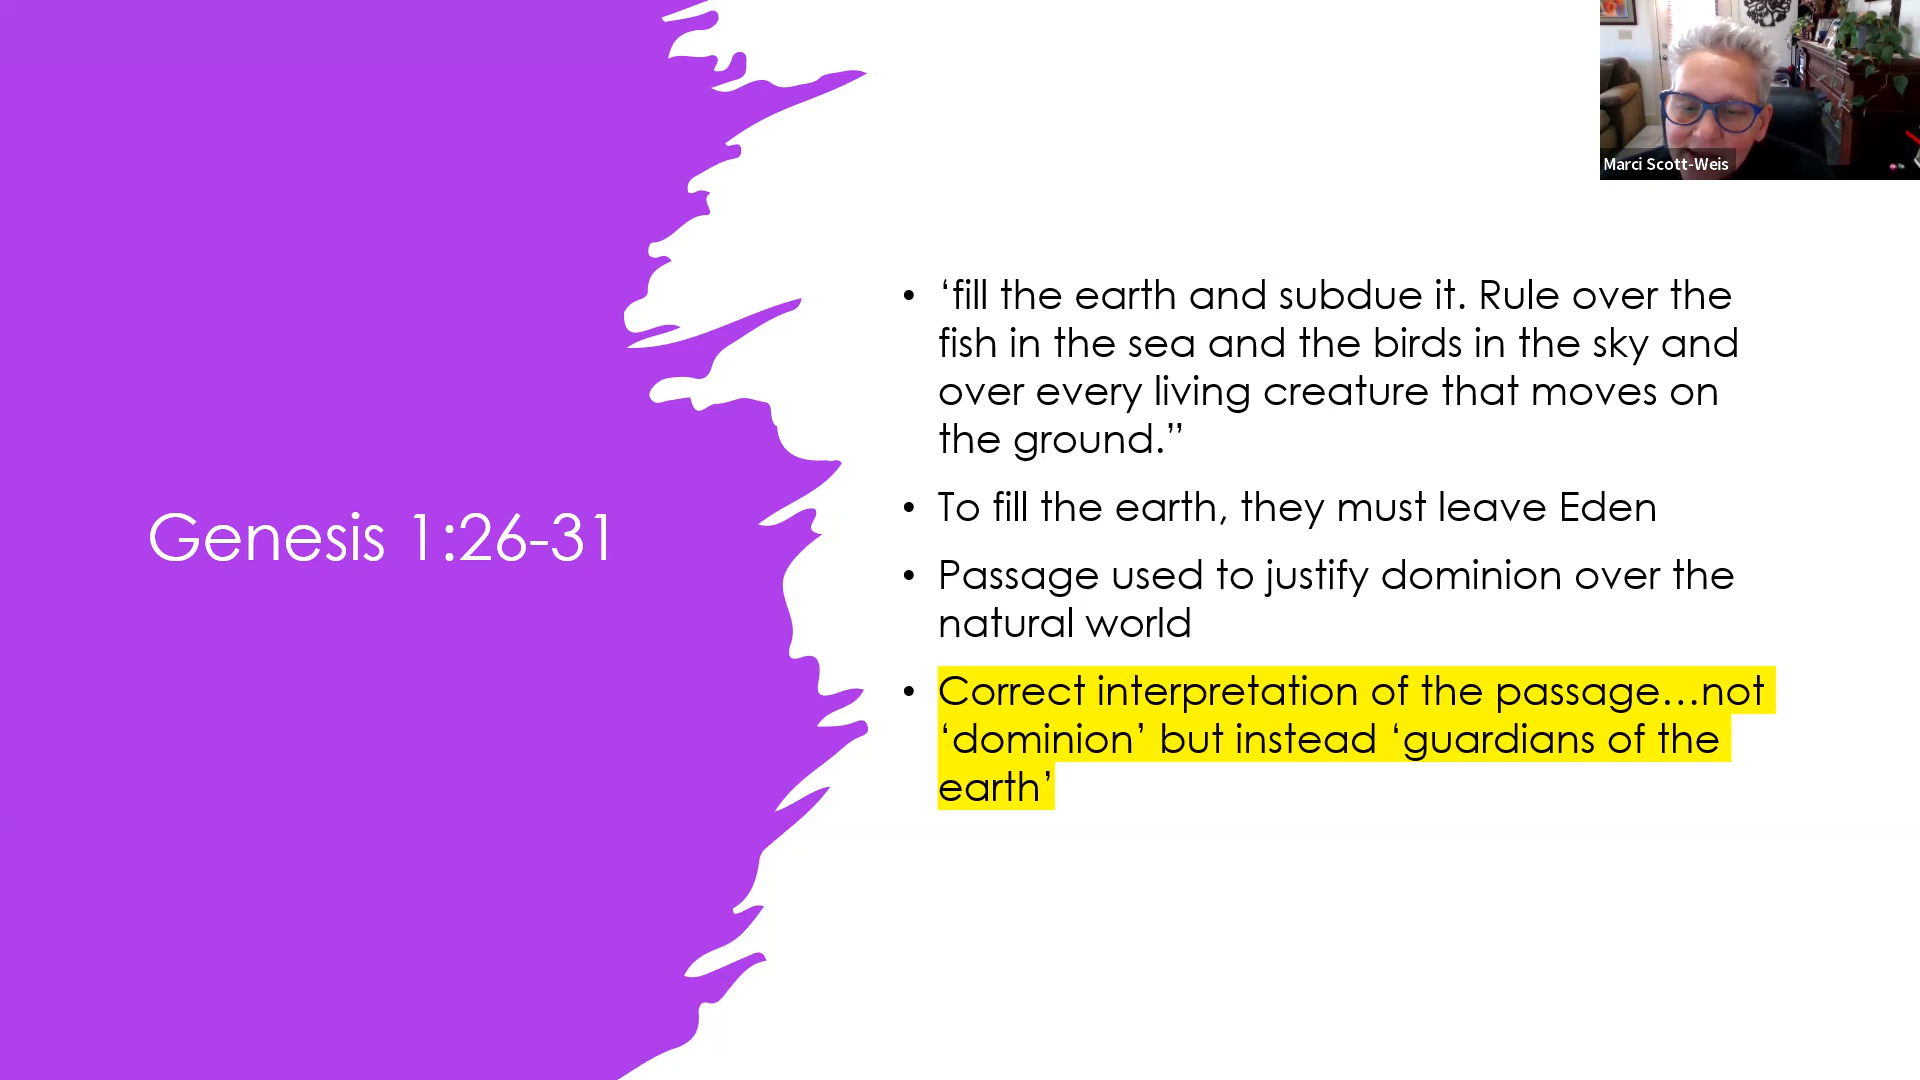 Marci Scott-Weis
Genesis 1:26-31
• ‘fill the earth and subdue it. Rule over the
fish in the sea and the birds in the sky and
over every living creature that moves on
the ground.”
• To fill the earth, they must leave Eden
• Passage used to justify dominion over the
natural world
• Correct interpretation of the passage…not
‘dominion’ but instead ‘guardians of the
earth’